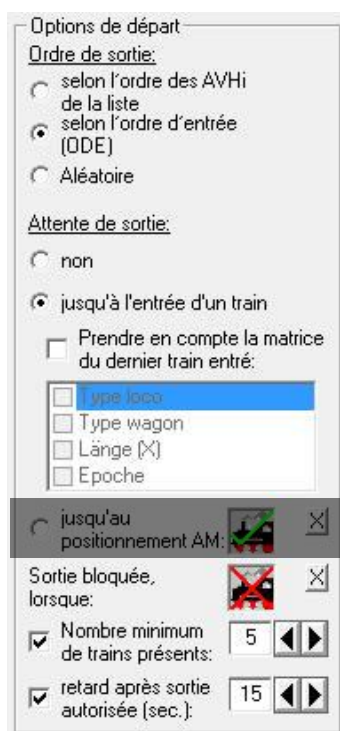 Options de départ
Ordre de sortie:
selon l'ordre des AVHi
de la liste
selon l'ordre d'entrée
(ODE)
Aléatoire
Attente de sortie:
non
jusqu'à l'entrée d'un train
Prendre en compte la matrice
du dernier train entré:
Type loco
Type wagon
Länge (X)
Epoche
jusqu'au
positionnement AM:
X
Sortie bloquée,
lorsque:
X
Nombre minimum
de trains présents:
5
retard après sortie
autorisée (sec.):
15